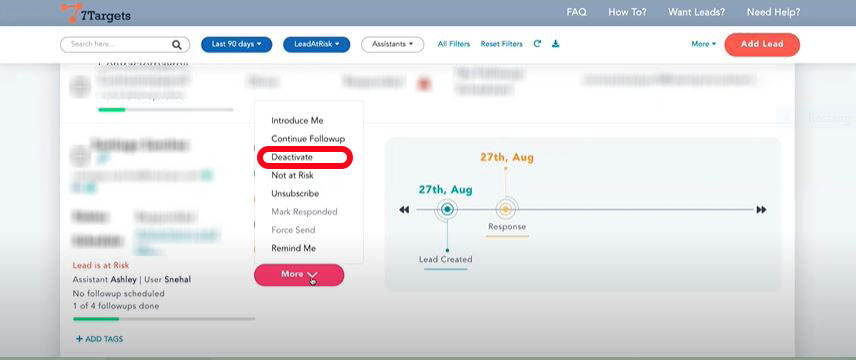 7Targets
FAQ How To? Want Leads? Need Help?
Search here... Last 90 days LeadAtRisk Assistants All Filters Reset Filters More Add Lead
Introduce Me
Continue Followup
Deactivate
Not at Risk
Unsubscribe
Mark Responded
Force Send
Remind Me
More
Lead is at Risk
Assistant Ashley | User Snehal
No followup scheduled
1 of 4 followups done
+ ADD TAGS
27th, Aug
27th, Aug
Response
Lead Created